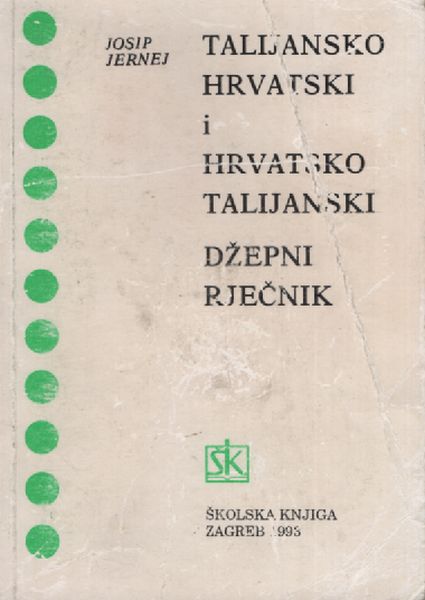 JOSIP
JERNEJ
TALIJANSKO
HRVATSKI
i
HRVATSKO
TALIJANSKI
DŽEPNI
RJEČNIK
ŠK
ŠKOLSKA KNJIGA
ZAGREB 1993